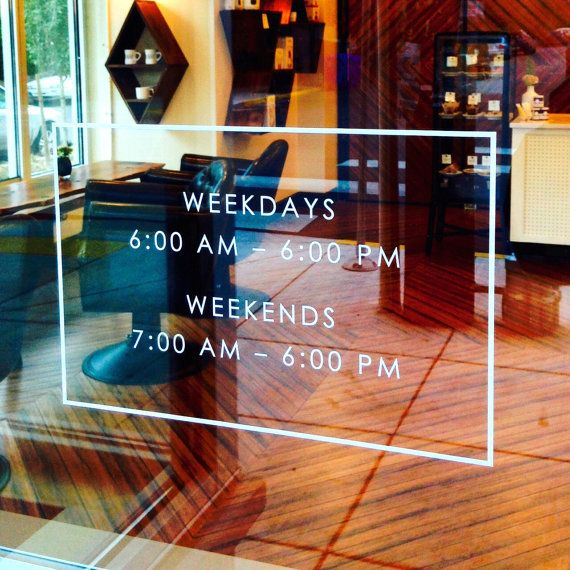 WEEKDAYS
6:00 AM – 6:00 PM
WEEKENDS
7:00 AM – 6:00 PM